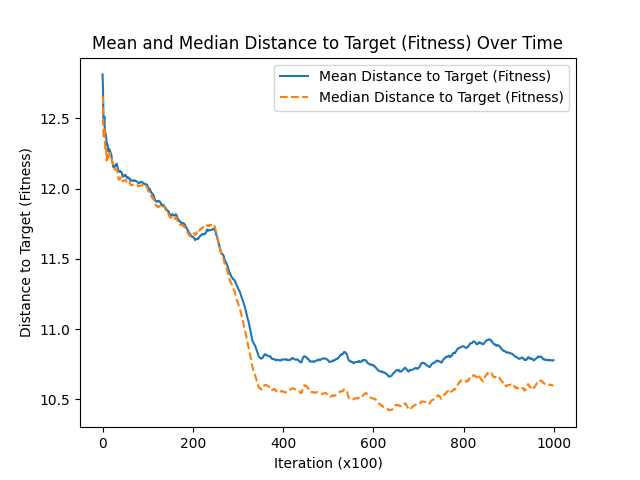 Mean and Median Distance to Target (Fitness) Over Time
Mean Distance to Target (Fitness)
Median Distance to Target (Fitness)
Distance to Target (Fitness)
12.5
12.0
11.5
11.0
10.5
0 200 400 600 800 1000
Iteration (x100)